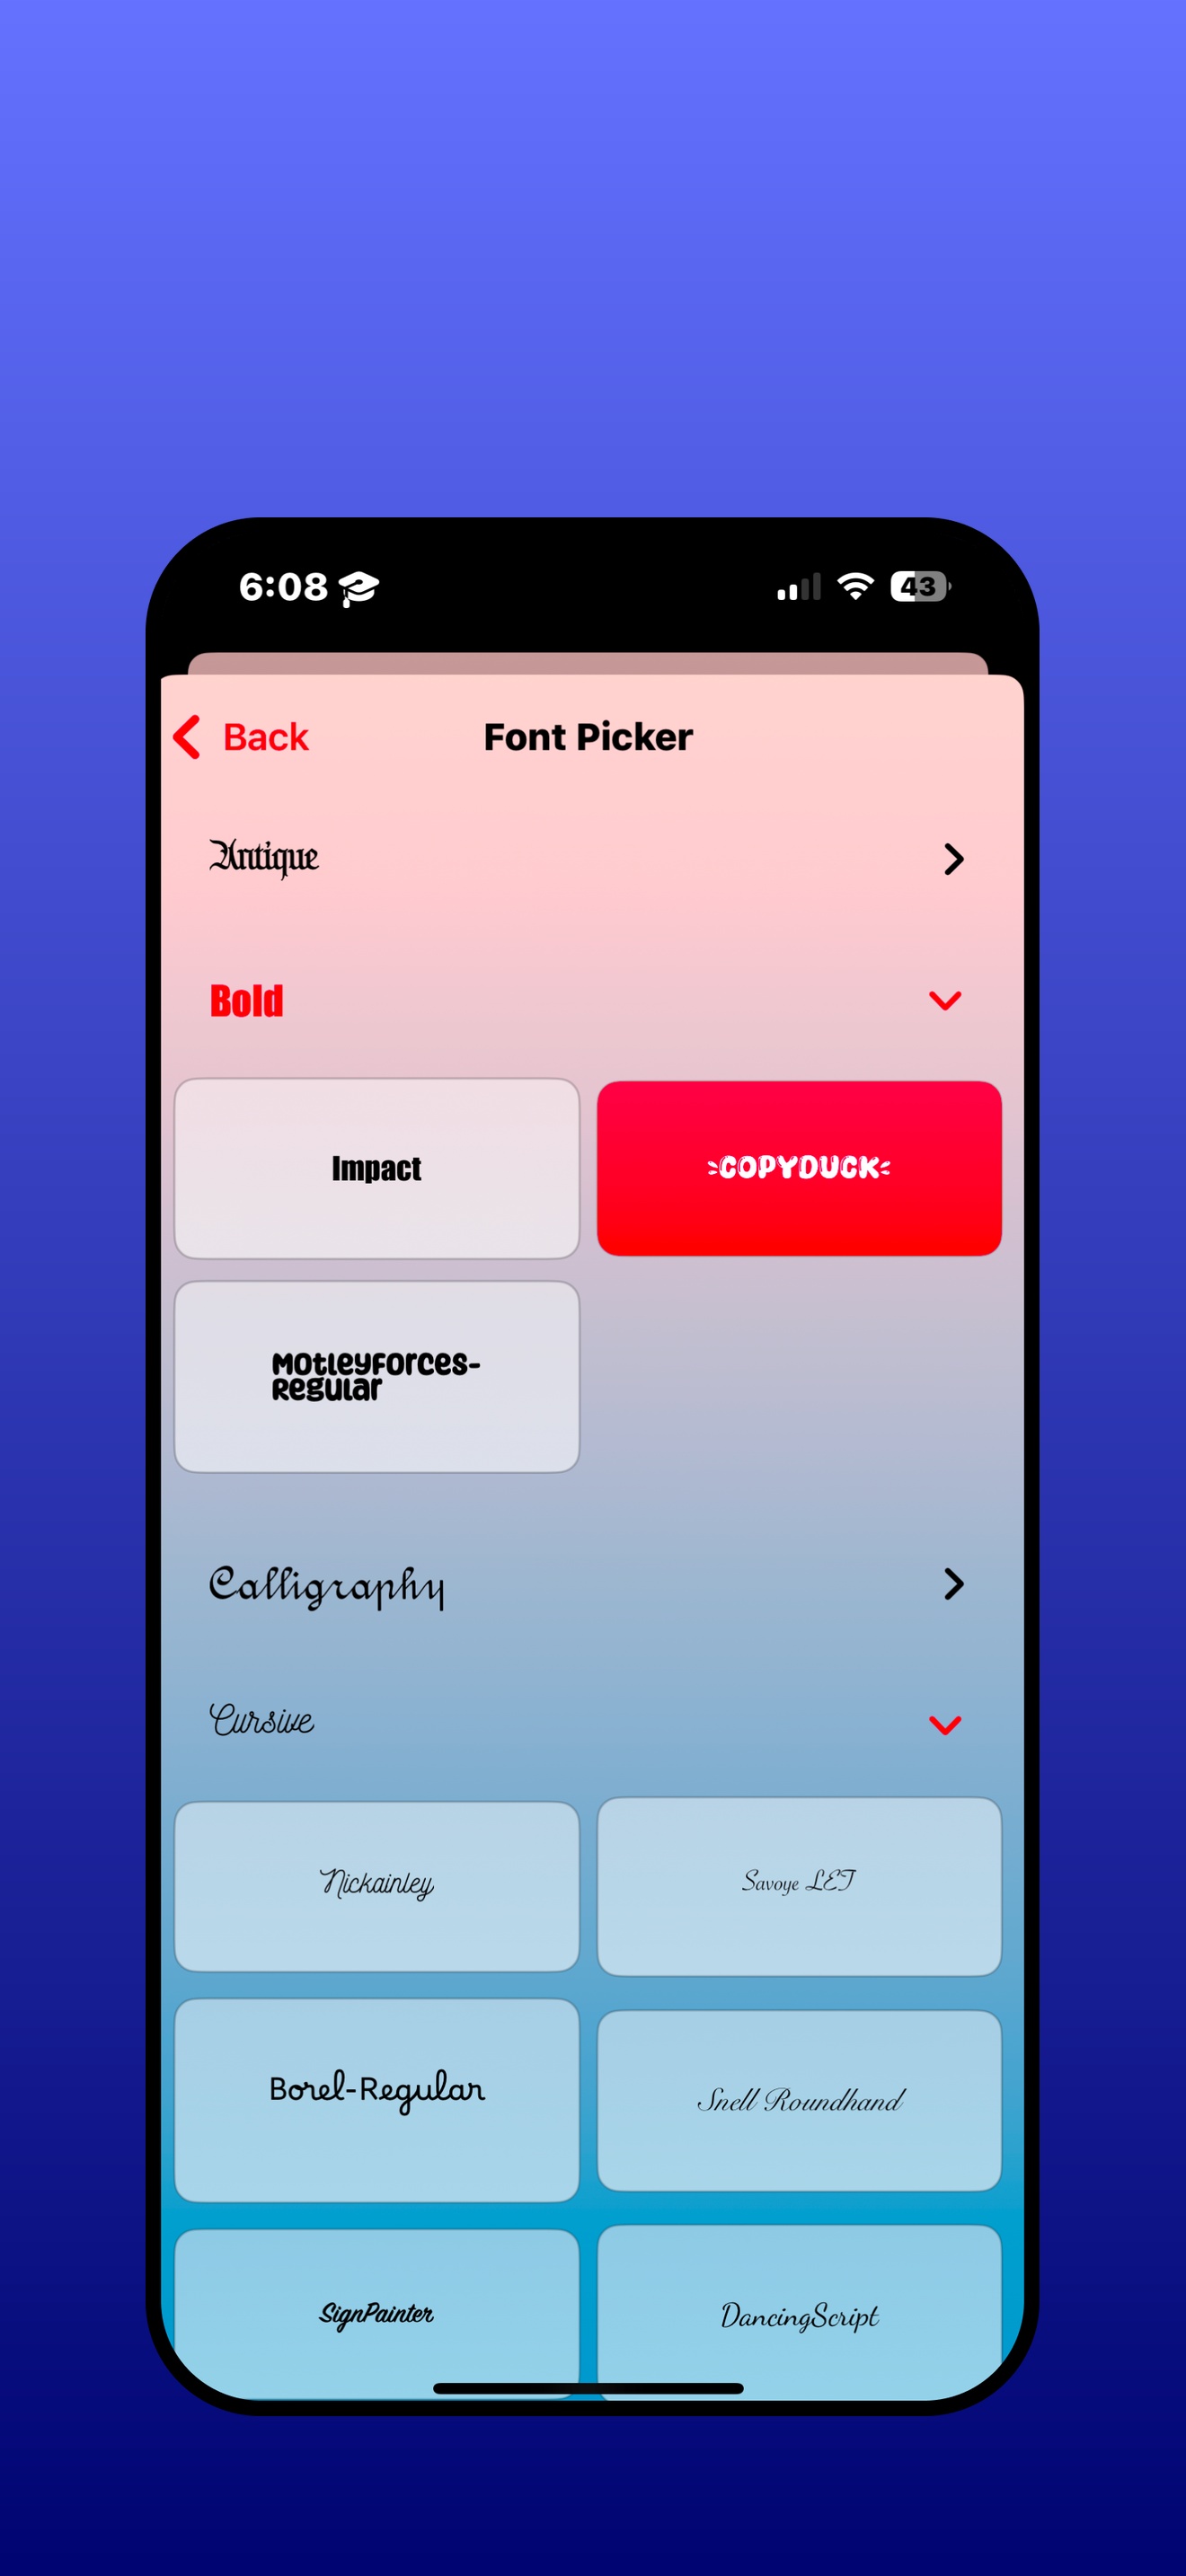 6:08
43
Back
Font Picker
Antique
Bold
Impact
COPYDUCK
Motleyforces-
Regular
Calligraphy
Cursive
Nickainley
Savoye LET
Borel-Regular
Snell Roundhand
SignPainter
DancingScript